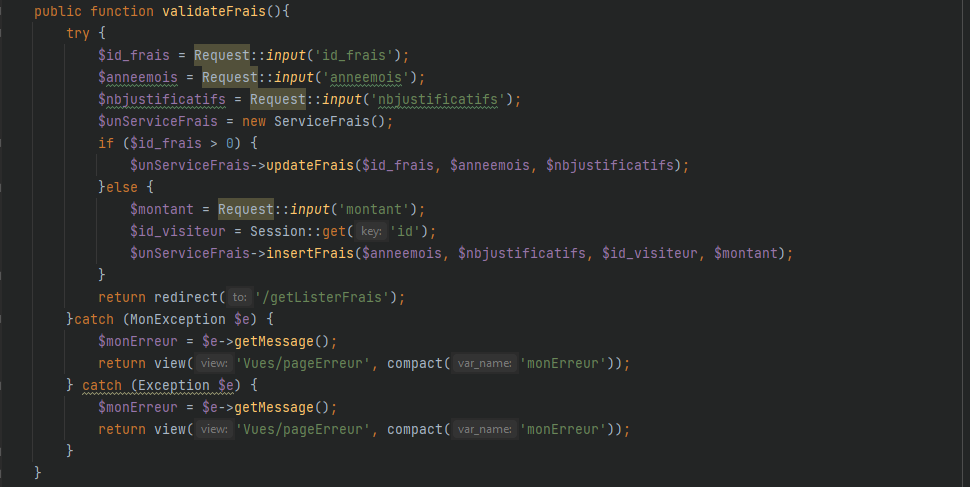 public function validateFrais(){
try {
$id_frais = Request::input('id_frais');
$anneemois = Request::input('anneemois');
$nbjustificatifs = Request::input('nbjustificatifs');
$unServiceFrais = new ServiceFrais();
if ($id_frais > 0) {
$unServiceFrais->updateFrais($id_frais, $anneemois, $nbjustificatifs);
}else {
$montant = Request::input('montant');
$id_visiteur = Session::get( key: 'id');
$unServiceFrais->insertFrais($anneemois, $nbjustificatifs, $id_visiteur, $montant);
}
return redirect( to: '/getListerFrais');
}catch (MonException $e) {
$monErreur = $e->getMessage();
return view( view: 'Vues/pageErreur', compact( var_name: 'monErreur'));
} catch (Exception $e) {
$monErreur = $e->getMessage();
return view( view: 'Vues/pageErreur', compact( var_name: 'monErreur'));
}
}